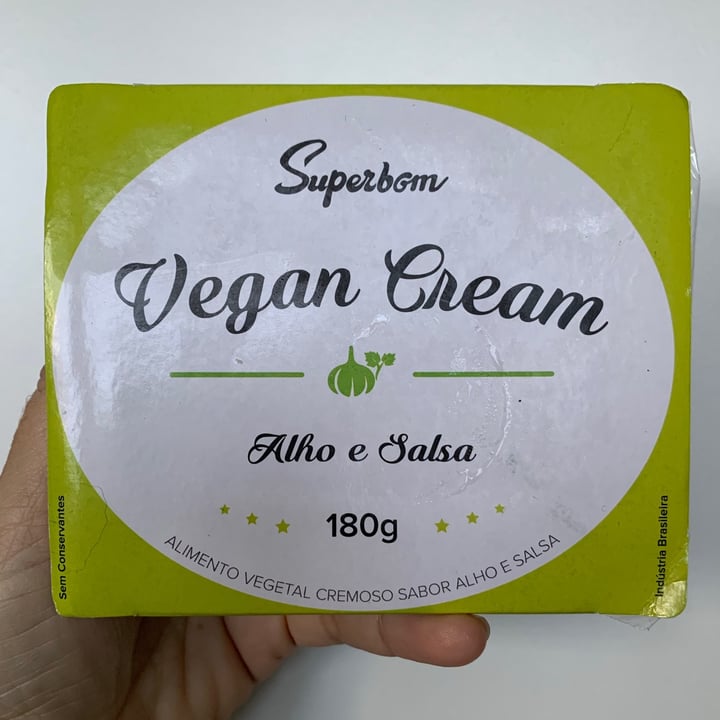 Superbom
Vegan Cream
Alho e Salsa
180g
ALIMENTO VEGETAL CREMOSO SABOR ALHO E SALSA
Sem Conservantes
Indústria Brasileira